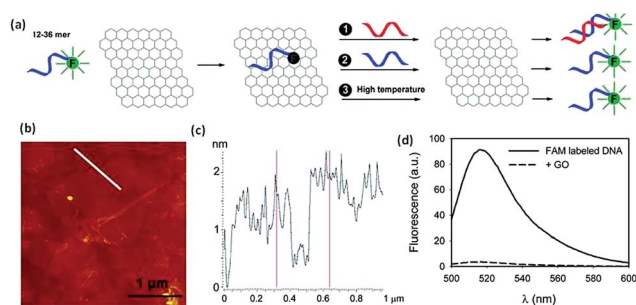 (a)
12-36 mer
F
F
1
2
3 High temperature
F
F
F
(b)
1 μm
(c)
nm
2
1
0
0 0.2 0.4 0.6 0.8 1 μm
(d)
Fluorescence (a.u.)
100
80
60
40
20
0
FAM labeled DNA
+ GO
500 520 540 560 580 600
λ (nm)